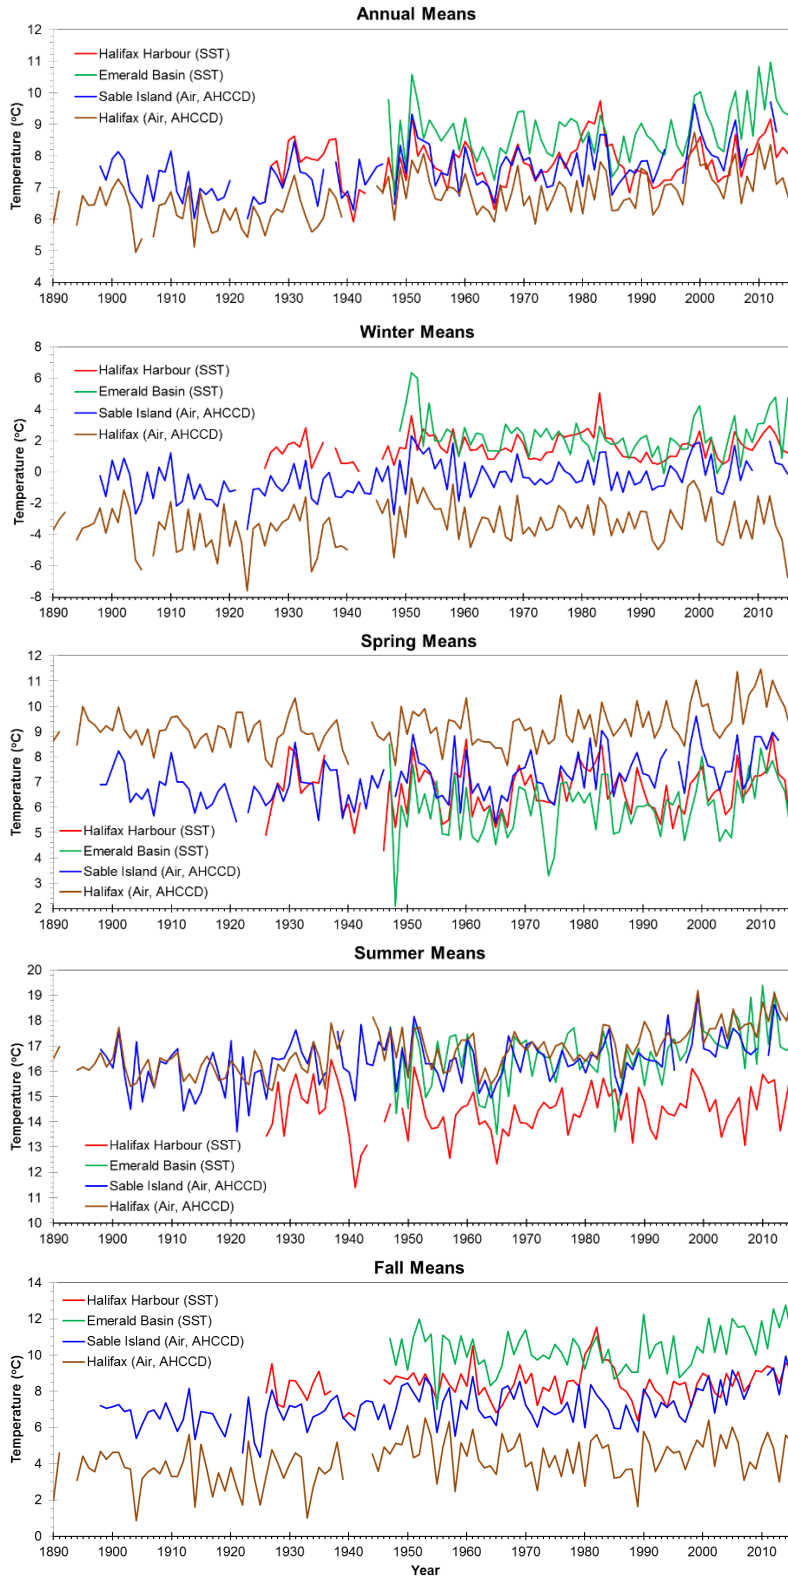 Annual Means
12
11
10
9
8
7
6
5
4
Temperature (°C)
Halifax Harbour (SST)
Emerald Basin (SST)
Sable Island (Air, AHCCD)
Halifax (Air, AHCCD)
1890 1900 1910 1920 1930 1940 1950 1960 1970 1980 1990 2000 2010
Winter Means
8
6
4
2
0
-2
-4
-6
-8
Temperature (°C)
Halifax Harbour (SST)
Emerald Basin (SST)
Sable Island (Air, AHCCD)
Halifax (Air, AHCCD)
1890 1900 1910 1920 1930 1940 1950 1960 1970 1980 1990 2000 2010
Spring Means
12
11
10
9
8
7
6
5
4
3
2
Temperature (°C)
Halifax Harbour (SST)
Emerald Basin (SST)
Sable Island (Air, AHCCD)
Halifax (Air, AHCCD)
1890 1900 1910 1920 1930 1940 1950 1960 1970 1980 1990 2000 2010
Summer Means
20
19
18
17
16
15
14
13
12
11
10
Temperature (°C)
Halifax Harbour (SST)
Emerald Basin (SST)
Sable Island (Air, AHCCD)
Halifax (Air, AHCCD)
1890 1900 1910 1920 1930 1940 1950 1960 1970 1980 1990 2000 2010
Fall Means
14
12
10
8
6
4
2
0
Temperature (°C)
Halifax Harbour (SST)
Emerald Basin (SST)
Sable Island (Air, AHCCD)
Halifax (Air, AHCCD)
1890 1900 1910 1920 1930 1940 1950 1960 1970 1980 1990 2000 2010
Year